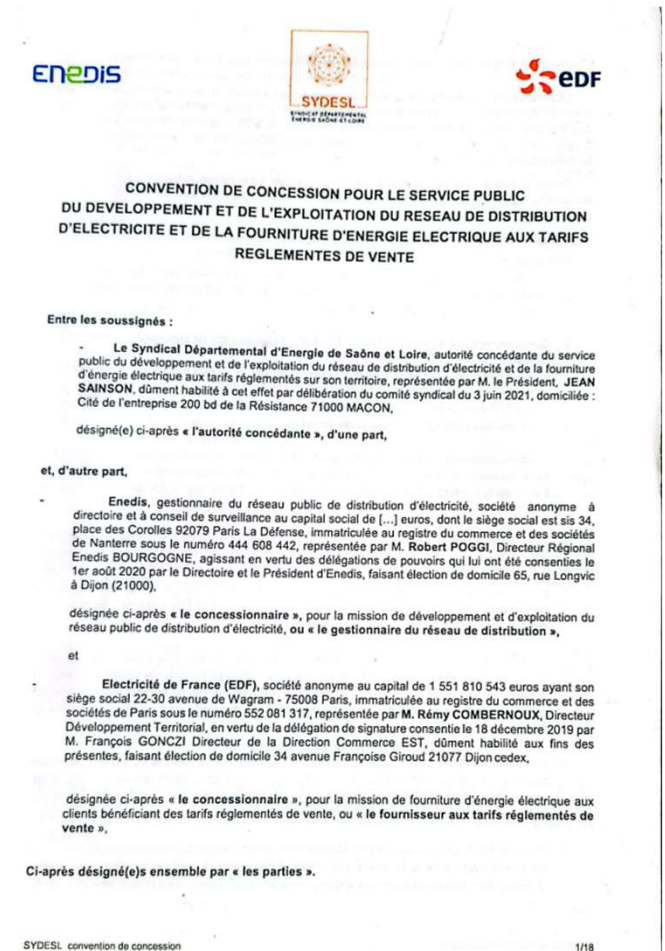 ENEDIS
SYDESL
SYNDICAT DÉPARTEMENTAL
ÉNERGIE SAÔNE ET LOIRE
eDF
CONVENTION DE CONCESSION POUR LE SERVICE PUBLIC
DU DEVELOPPEMENT ET DE L'EXPLOITATION DU RESEAU DE DISTRIBUTION
D'ELECTRICITE ET DE LA FOURNITURE D'ENERGIE ELECTRIQUE AUX TARIFS
REGLEMENTES DE VENTE
Entre les soussignés :
- Le Syndical Départemental d'Energie de Saône et Loire, autorité concédante du service
public du développement et de l'exploitation du réseau de distribution d'électricité et de la fourniture
d'énergie électrique aux tarifs réglementés sur son territoire, représentée par M. le Président, JEAN
SAINSON, dûment habilité à cet effet par délibération du comité syndical du 3 juin 2021, domiciliée :
Cité de l'entreprise 200 bd de la Résistance 71000 MACON,
désigné(e) ci-après « l'autorité concédante », d'une part,
et, d'autre part,
- Enedis, gestionnaire du réseau public de distribution d'électricité, société anonyme à
directoire et à conseil de surveillance au capital social de [...] euros, dont le siège social est sis 34,
place des Corolles 92079 Paris La Défense, immatriculée au registre du commerce et des sociétés
de Nanterre sous le numéro 444 608 442, représentée par M. Robert POGGI, Directeur Régional
Enedis BOURGOGNE, agissant en vertu des délégations de pouvoirs qui lui ont été consenties le
1er août 2020 par le Directoire et le Président d'Enedis, faisant élection de domicile 65, rue Longvic
à Dijon (21000),
désignée ci-après « le concessionnaire », pour la mission de développement et d'exploitation du
réseau public de distribution d'électricité, ou « le gestionnaire du réseau de distribution »,
et
- Electricité de France (EDF), société anonyme au capital de 1 551 810 543 euros ayant son
siège social 22-30 avenue de Wagram - 75008 Paris, immatriculée au registre du commerce et des
sociétés de Paris sous le numéro 552 081 317, représentée par M. Rémy COMBERNOUX, Directeur
Développement Territorial, en vertu de la délégation de signature consentie le 18 décembre 2019 par
M. François GONCZI Directeur de la Direction Commerce EST, dûment habilité aux fins des
présentes, faisant élection de domicile 34 avenue Françoise Giroud 21077 Dijon cedex,
désignée ci-après « le concessionnaire », pour la mission de fourniture d'énergie électrique aux
clients bénéficiant des tarifs réglementés de vente, ou « le fournisseur aux tarifs réglementés de
vente »,
Ci-après désigné(e)s ensemble par « les parties ».
SYDESL convention de concession
1/18